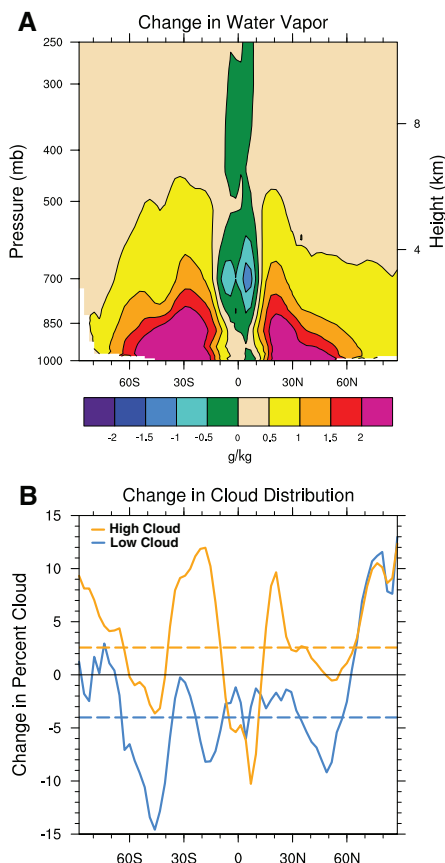 A
Change in Water Vapor
250
300
400
500
700
850
1000
Pressure (mb)
8
4
Height (km)
60S 30S 0 30N 60N
-2 -1.5 -1 -0.5 0 0.5 1 1.5 2
g/kg
B
Change in Cloud Distribution
High Cloud
Low Cloud
15
10
5
0
-5
-10
-15
Change in Percent Cloud
60S 30S 0 30N 60N